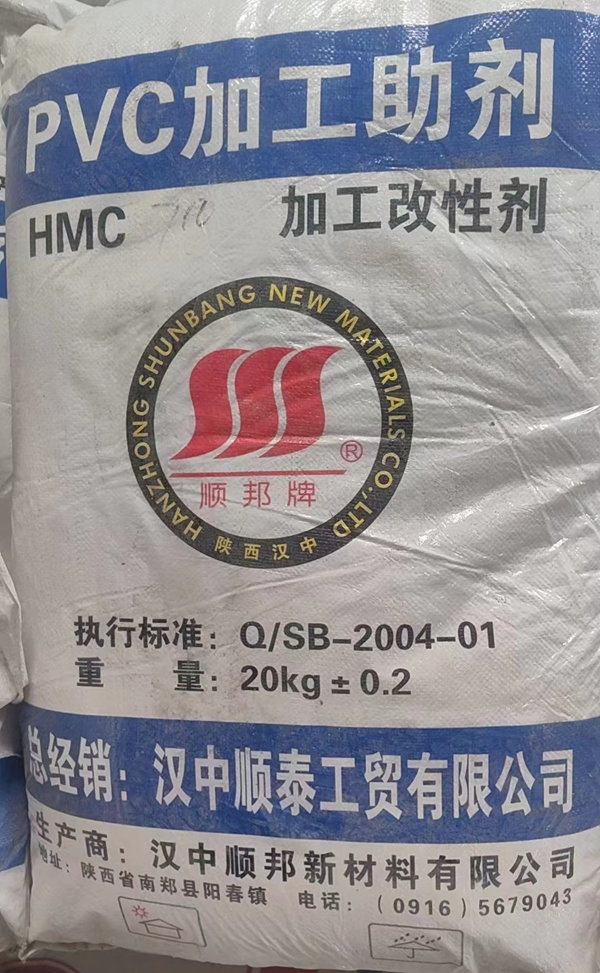 PVC加工助剂
HMC 加工改性剂
HANZHONG SHUNBANG NEW MATERIALS CO.,LTD
®
顺邦牌
陕西汉中
执行标准：Q/SB-2004-01
重 量：20kg±0.2
总经销：汉中顺泰工贸有限公司
生产商：汉中顺邦新材料有限公司
地址：陕西省南郑县阳春镇 电话：（0916）5679043